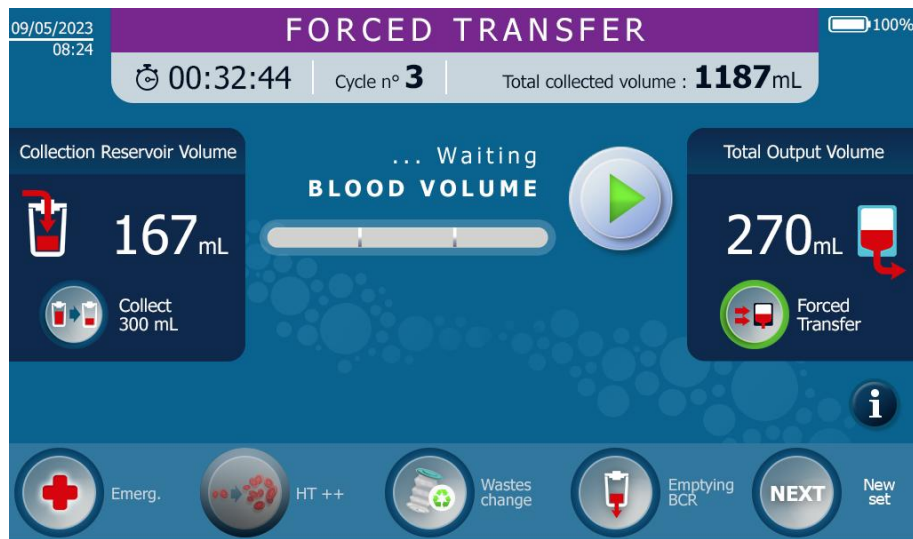 09/05/2023
08:24
FORCED TRANSFER
100%
00:32:44
Cycle n° 3
Total collected volume : 1187mL
Collection Reservoir Volume
167mL
Collect
300 mL
... Waiting
BLOOD VOLUME
Total Output Volume
270mL
Forced
Transfer
i
Emerg.
HT ++
Wastes
change
Emptying
BCR
NEXT
New
set